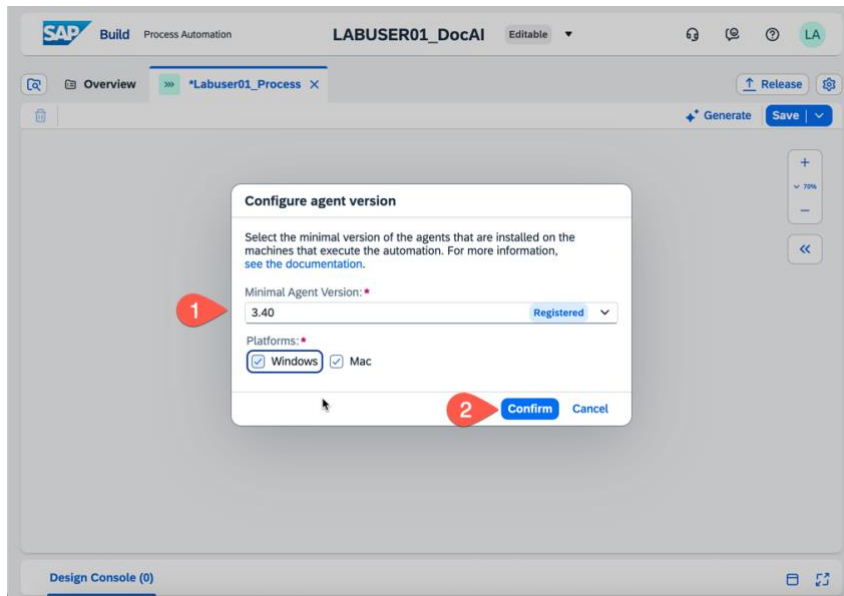 SAP Build Process Automation LABUSER01_DocAI Editable LA
Overview *Labuser01_Process Release
Generate Save
70%
Configure agent version
Select the minimal version of the agents that are installed on the
machines that execute the automation. For more information,
see the documentation.
Minimal Agent Version:*
1
3.40 Registered
Platforms:*
Windows Mac
2
Confirm Cancel
Design Console (0)